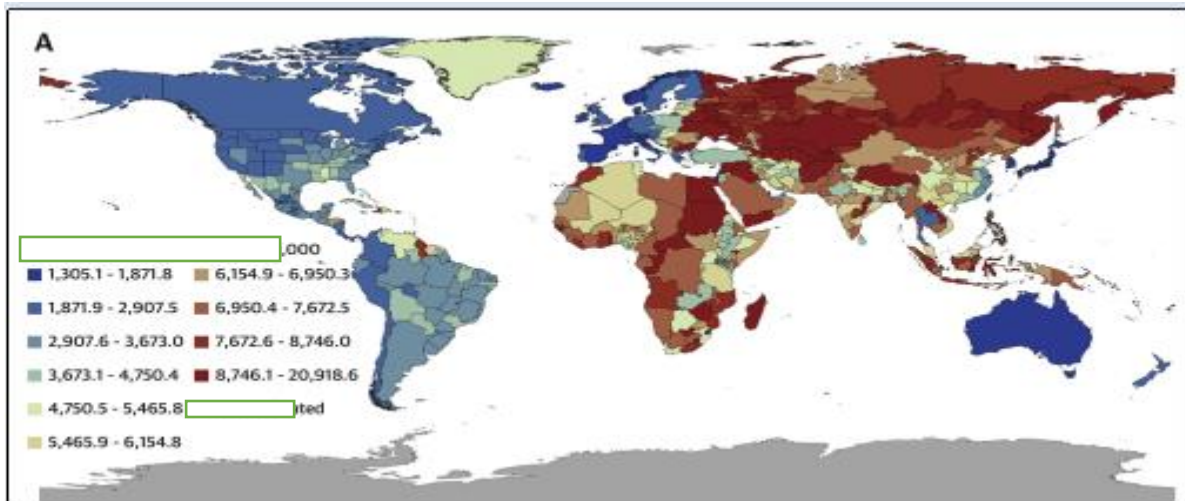 A
,000
1,305.1 - 1,871.8
6,154.9 - 6,950.3
1,871.9 - 2,907.5
6,950.4 - 7,672.5
2,907.6 - 3,673.0
7,672.6 - 8,746.0
3,673.1 - 4,750.4
8,746.1 - 20,918.6
4,750.5 - 5,465.8
5,465.9 - 6,154.8